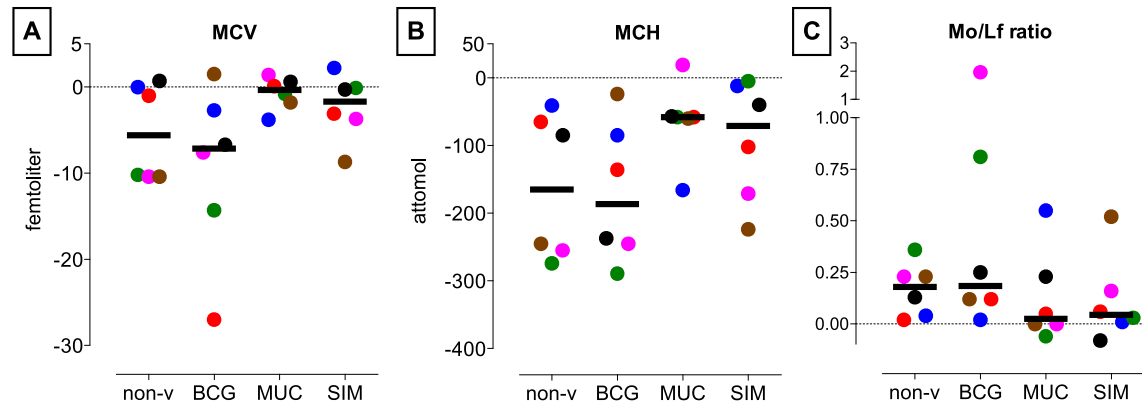 A
MCV
femtoliter
5
0
-10
-20
-30
non-v BCG MUC SIM
B
MCH
attomol
50
0
-100
-200
-300
-400
non-v BCG MUC SIM
C
Mo/Lf ratio
3
2
1
1.00
0.75
0.50
0.25
0.00
non-v BCG MUC SIM